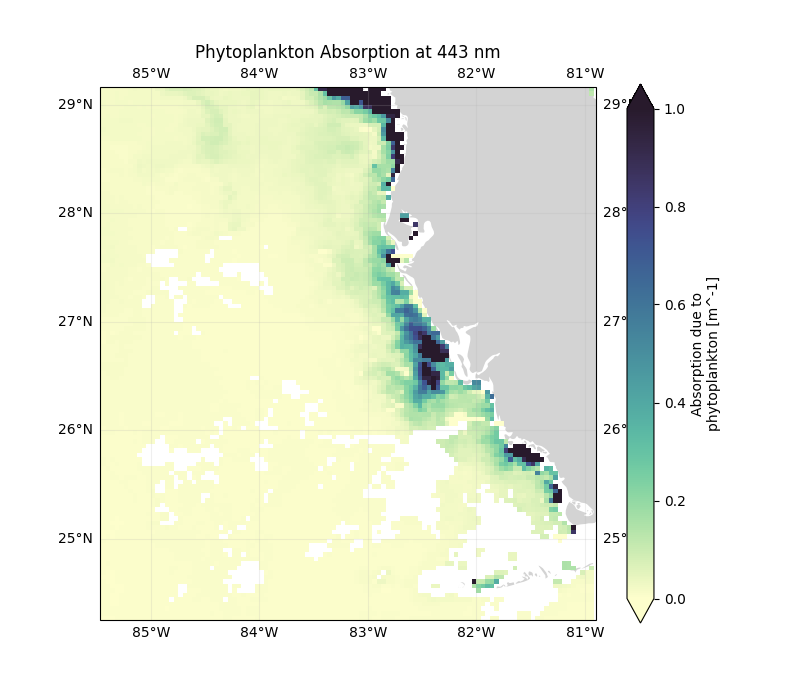 Phytoplankton Absorption at 443 nm
85°W 84°W 83°W 82°W 81°W
29°N 29°
28°N 28°
27°N 27°
26°N 26°
25°N 25°
85°W 84°W 83°W 82°W 81°W
1.0
0.8
0.6
0.4
0.2
0.0
Absorption due to
phytoplankton [m^-1]